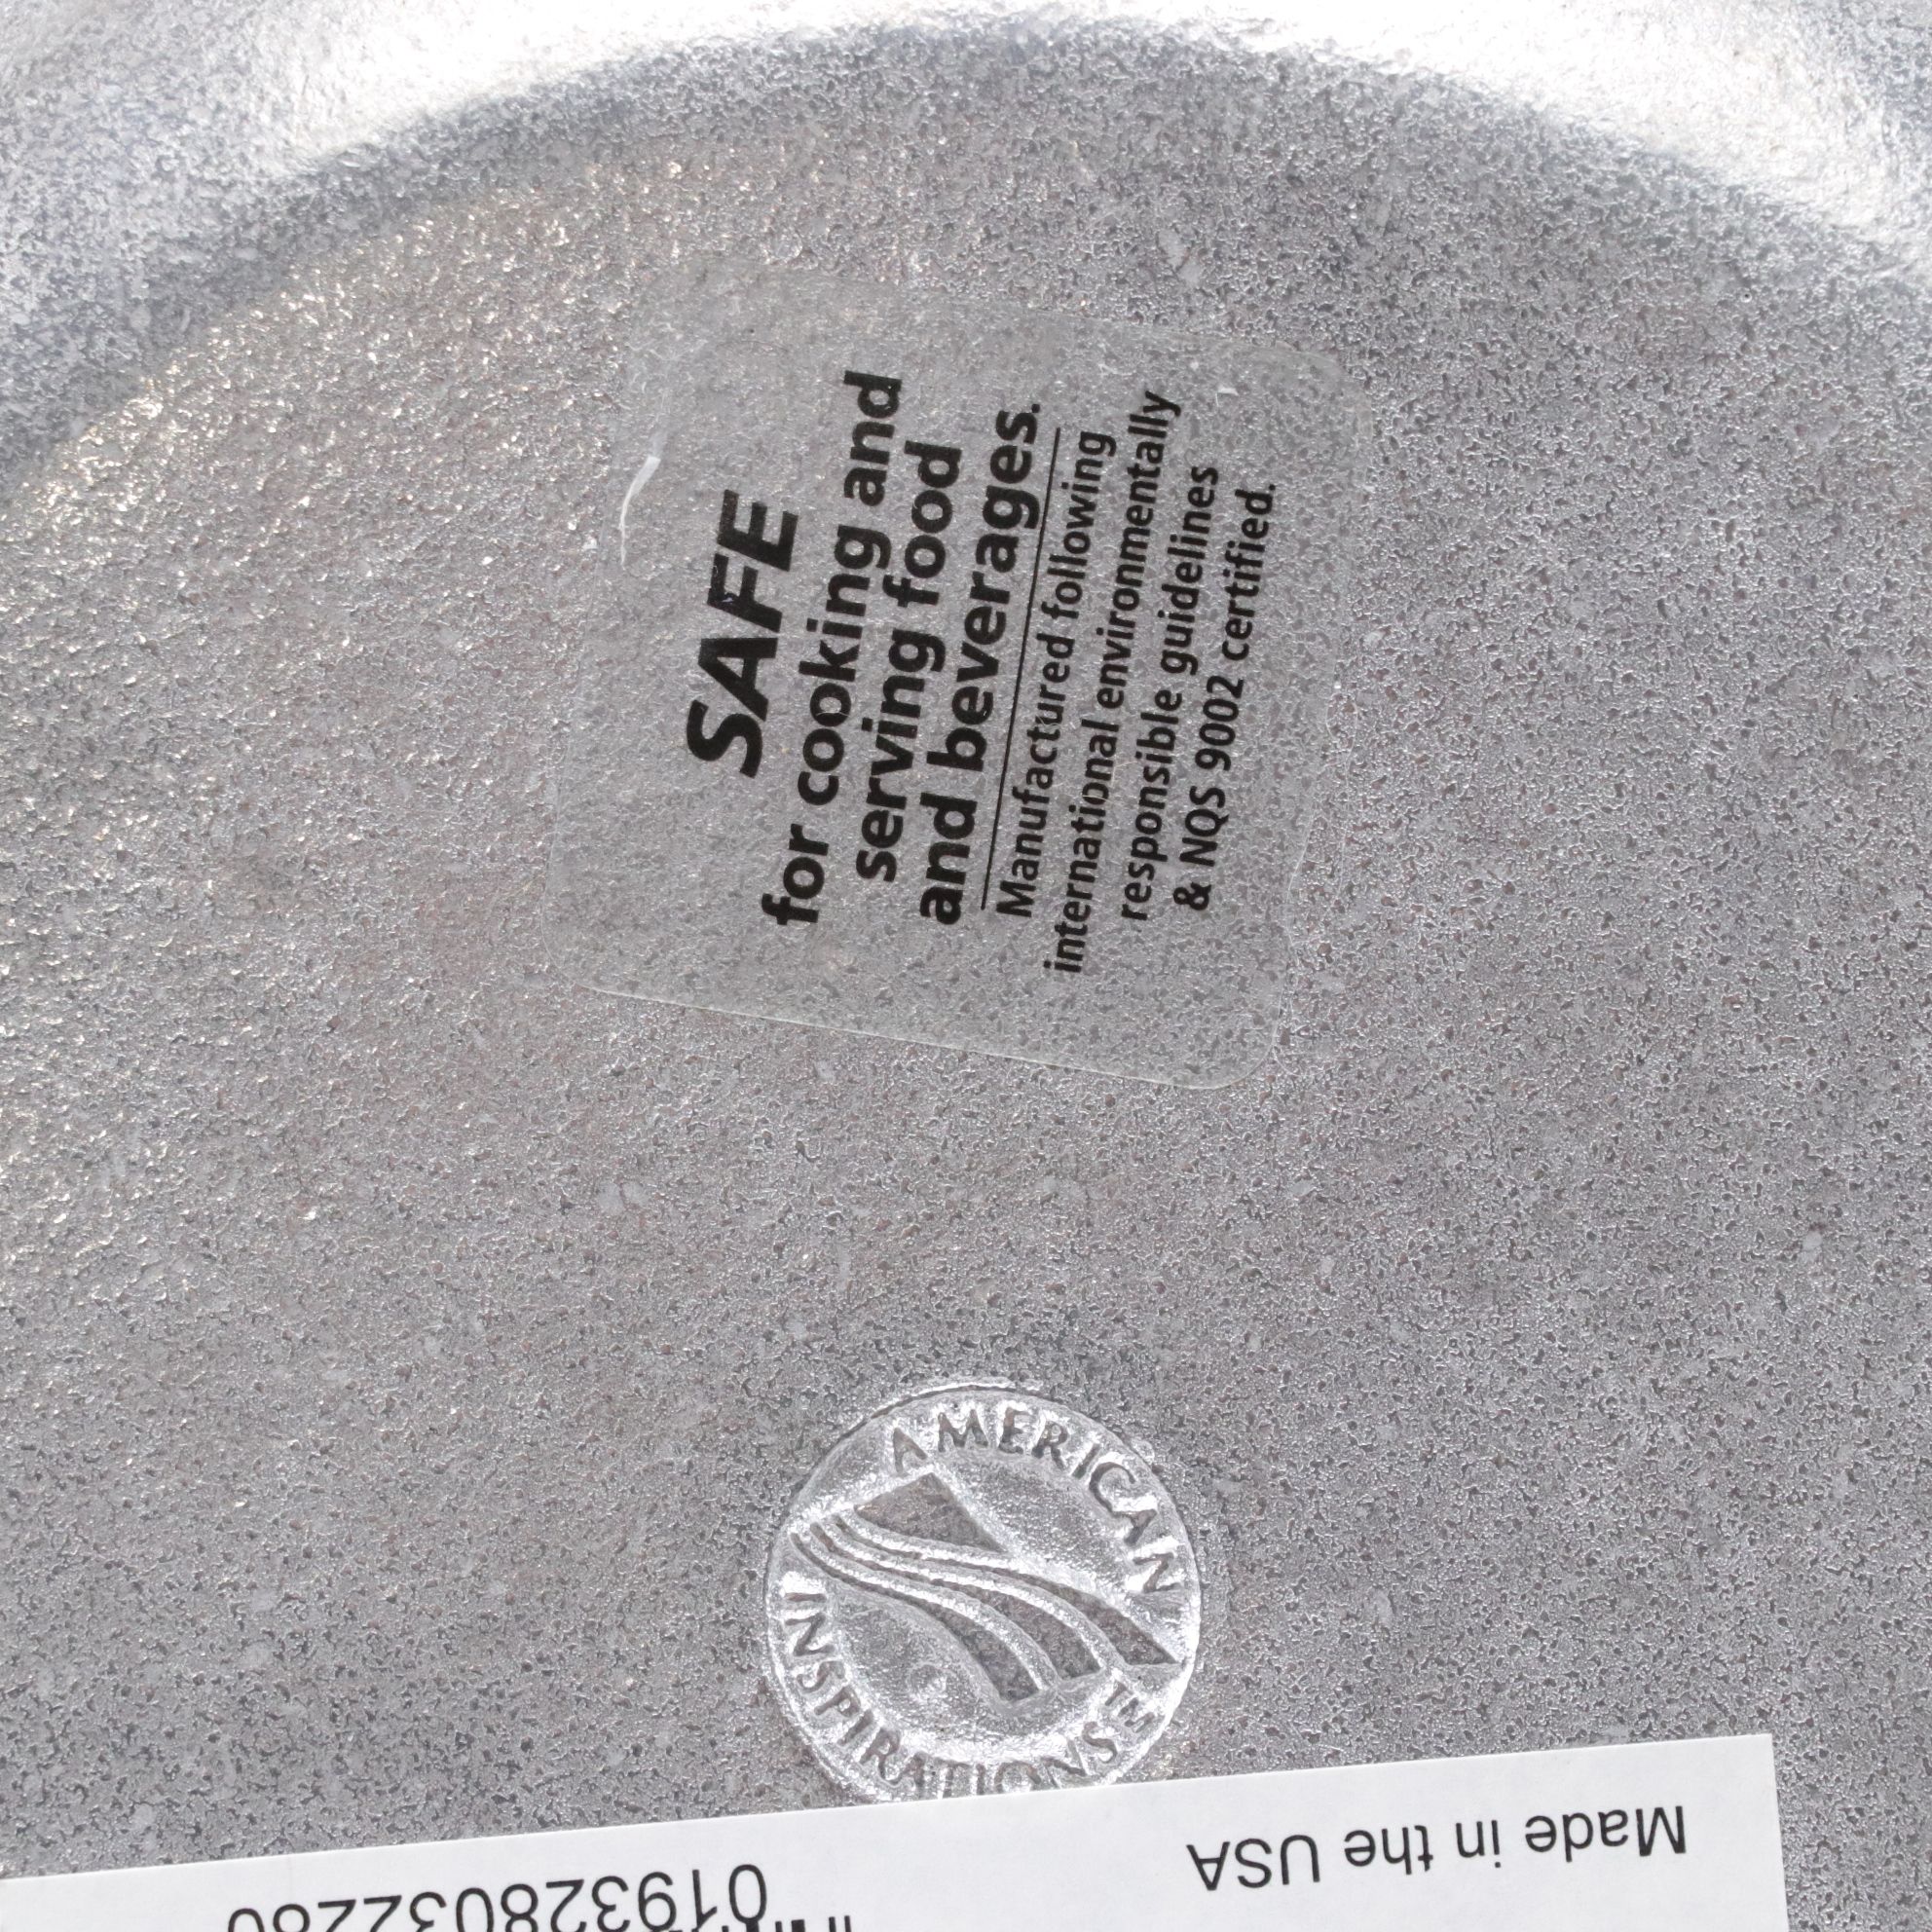 SAFE
for cooking and
serving food
and beverages.
Manufactured following
international environmentally
responsible guidelines
& NQS 9002 certified.
AMERICAN
INSPIRATIONS™
Made in the USA